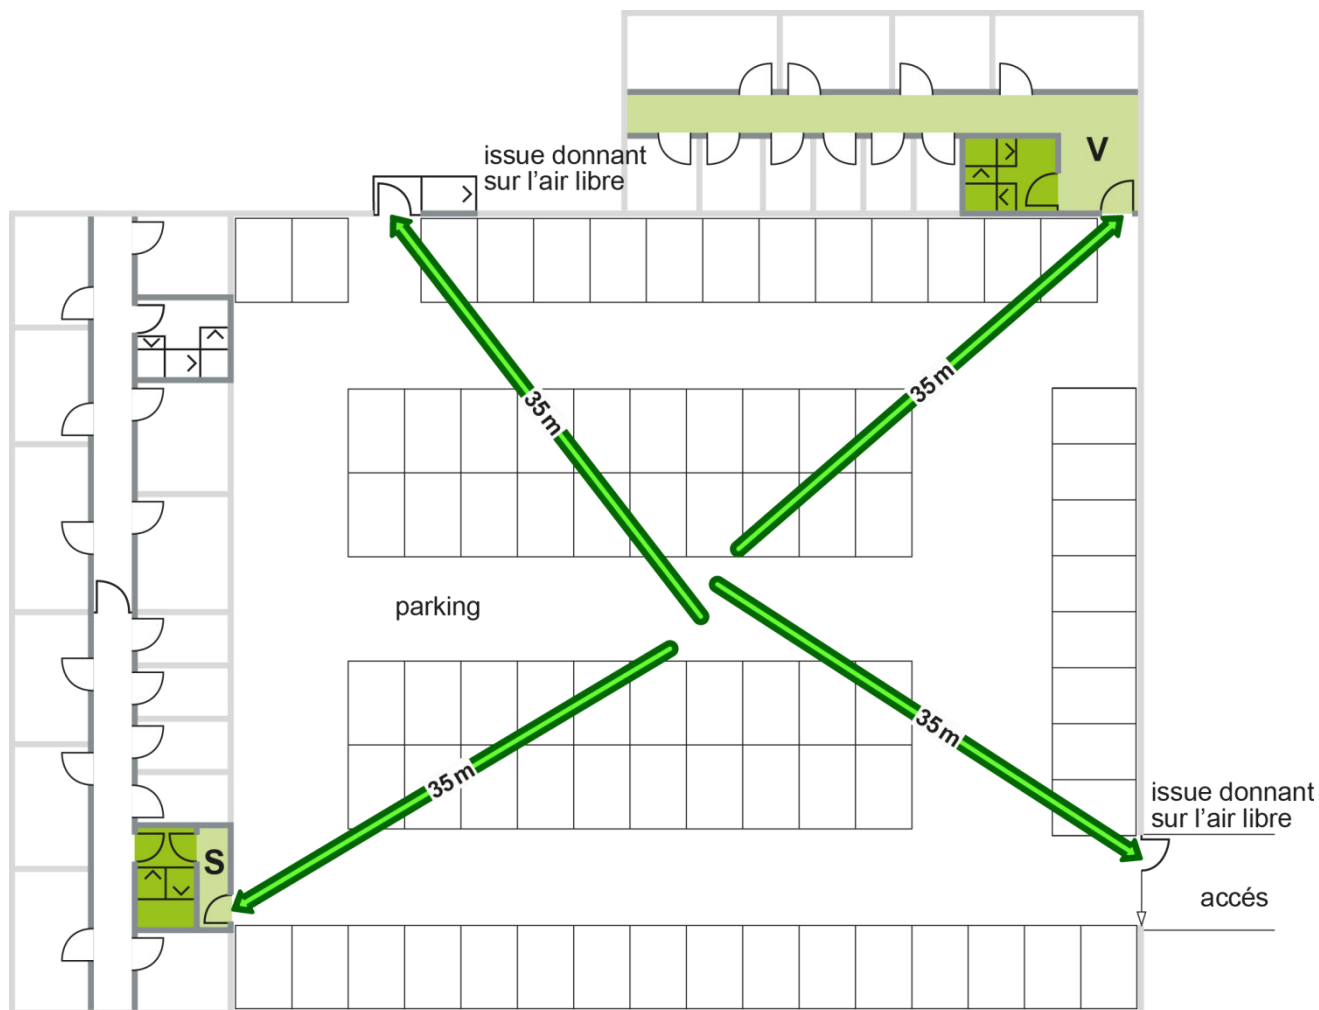 V
issue donnant
sur l'air libre
35 m
35 m
parking
35 m
35 m
issue donnant
sur l'air libre
S
accés